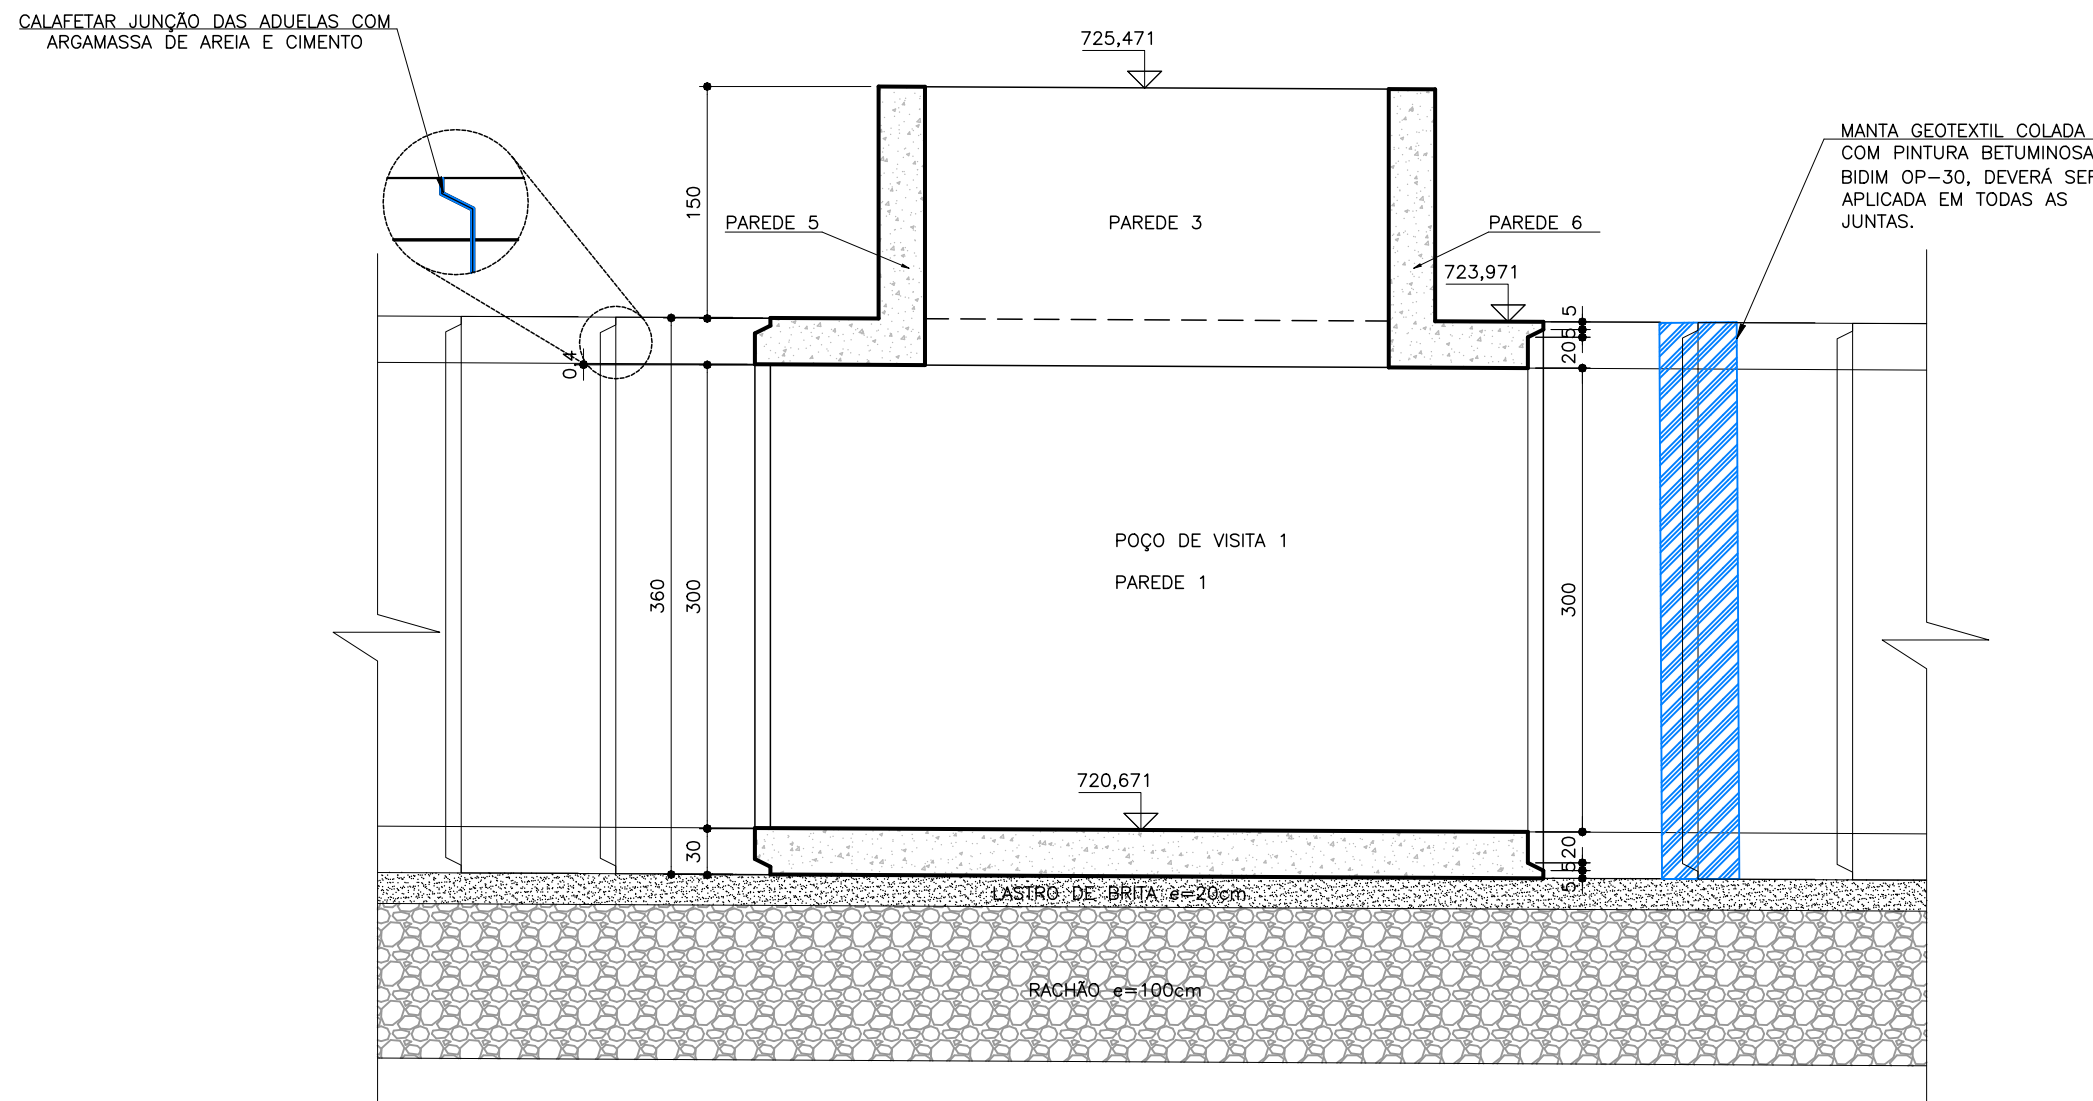 CALAFETAR JUNÇÃO DAS ADUELAS COM
ARGAMASSA DE AREIA E CIMENTO
725,471
MANTA GEOTEXTIL COLADA
COM PINTURA BETUMINOSA
BIDIM OP-30, DEVERÁ SER
APLICADA EM TODAS AS
JUNTAS.
150
PAREDE 5
PAREDE 3
PAREDE 6
723,971
5
5
20
0,4
POÇO DE VISITA 1
PAREDE 1
360
300
300
720,671
30
20
5
5
LASTRO DE BRITA e=20cm
RACHÃO e=100cm